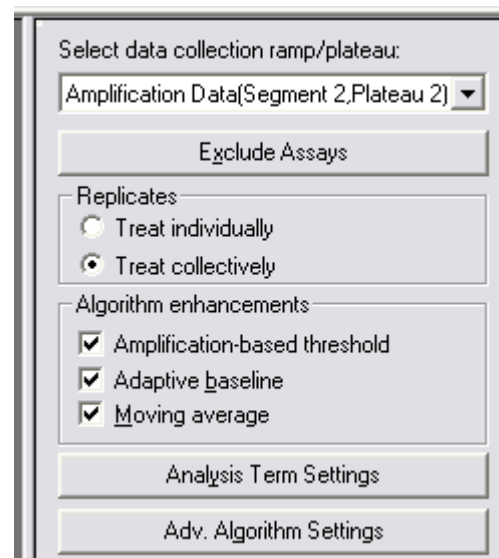 Select data collection ramp/plateau:
Amplification Data(Segment 2,Plateau 2)
Exclude Assays
Replicates
Treat individually
Treat collectively
Algorithm enhancements
Amplification-based threshold
Adaptive baseline
Moving average
Analysis Term Settings
Adv. Algorithm Settings